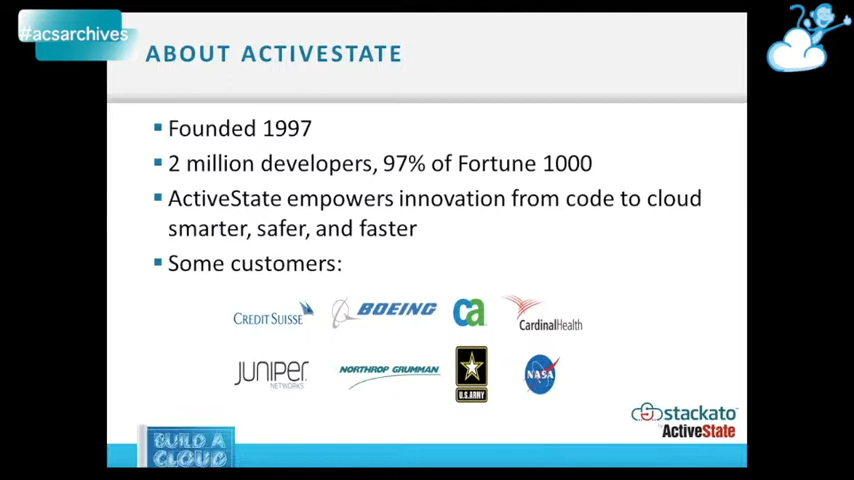 #acsarchives
ABOUT ACTIVESTATE
Founded 1997
2 million developers, 97% of Fortune 1000
ActiveState empowers innovation from code to cloud
smarter, safer, and faster
Some customers:
CREDIT SUISSE BOEING ca CardinalHealth
JUNIPER NETWORKS NORTHROP GRUMMAN U.S.ARMY NASA
stackato
by ActiveState
BUILD A
CLOUD